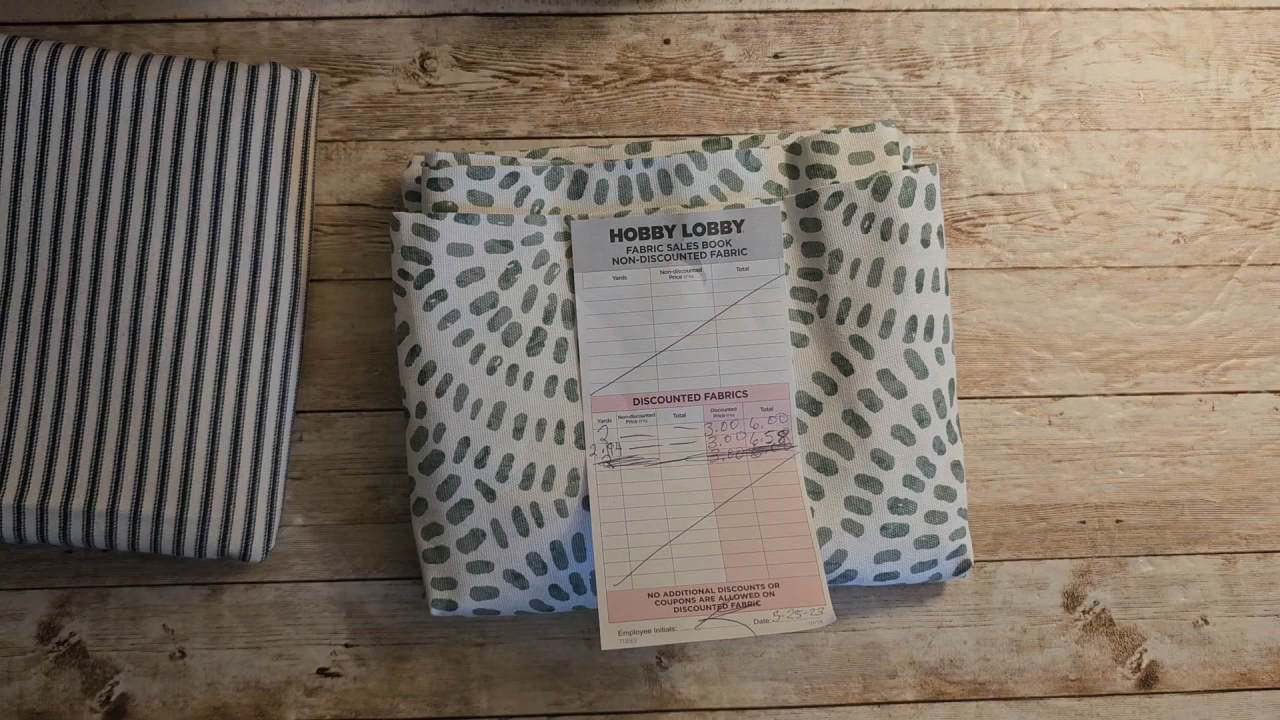 HOBBY LOBBY
FABRIC SALES BOOK
NON-DISCOUNTED FABRIC
Yards Non-discounted Price Total
DISCOUNTED FABRICS
Yards Non-discounted Price Total Discounted Price Total
2 3.00 6.00
2.194 3.00 6.58
2 3.00
NO ADDITIONAL DISCOUNTS OR
COUPONS ARE ALLOWED ON
DISCOUNTED FABRIC
Employee Initials: Date: 5-25-23